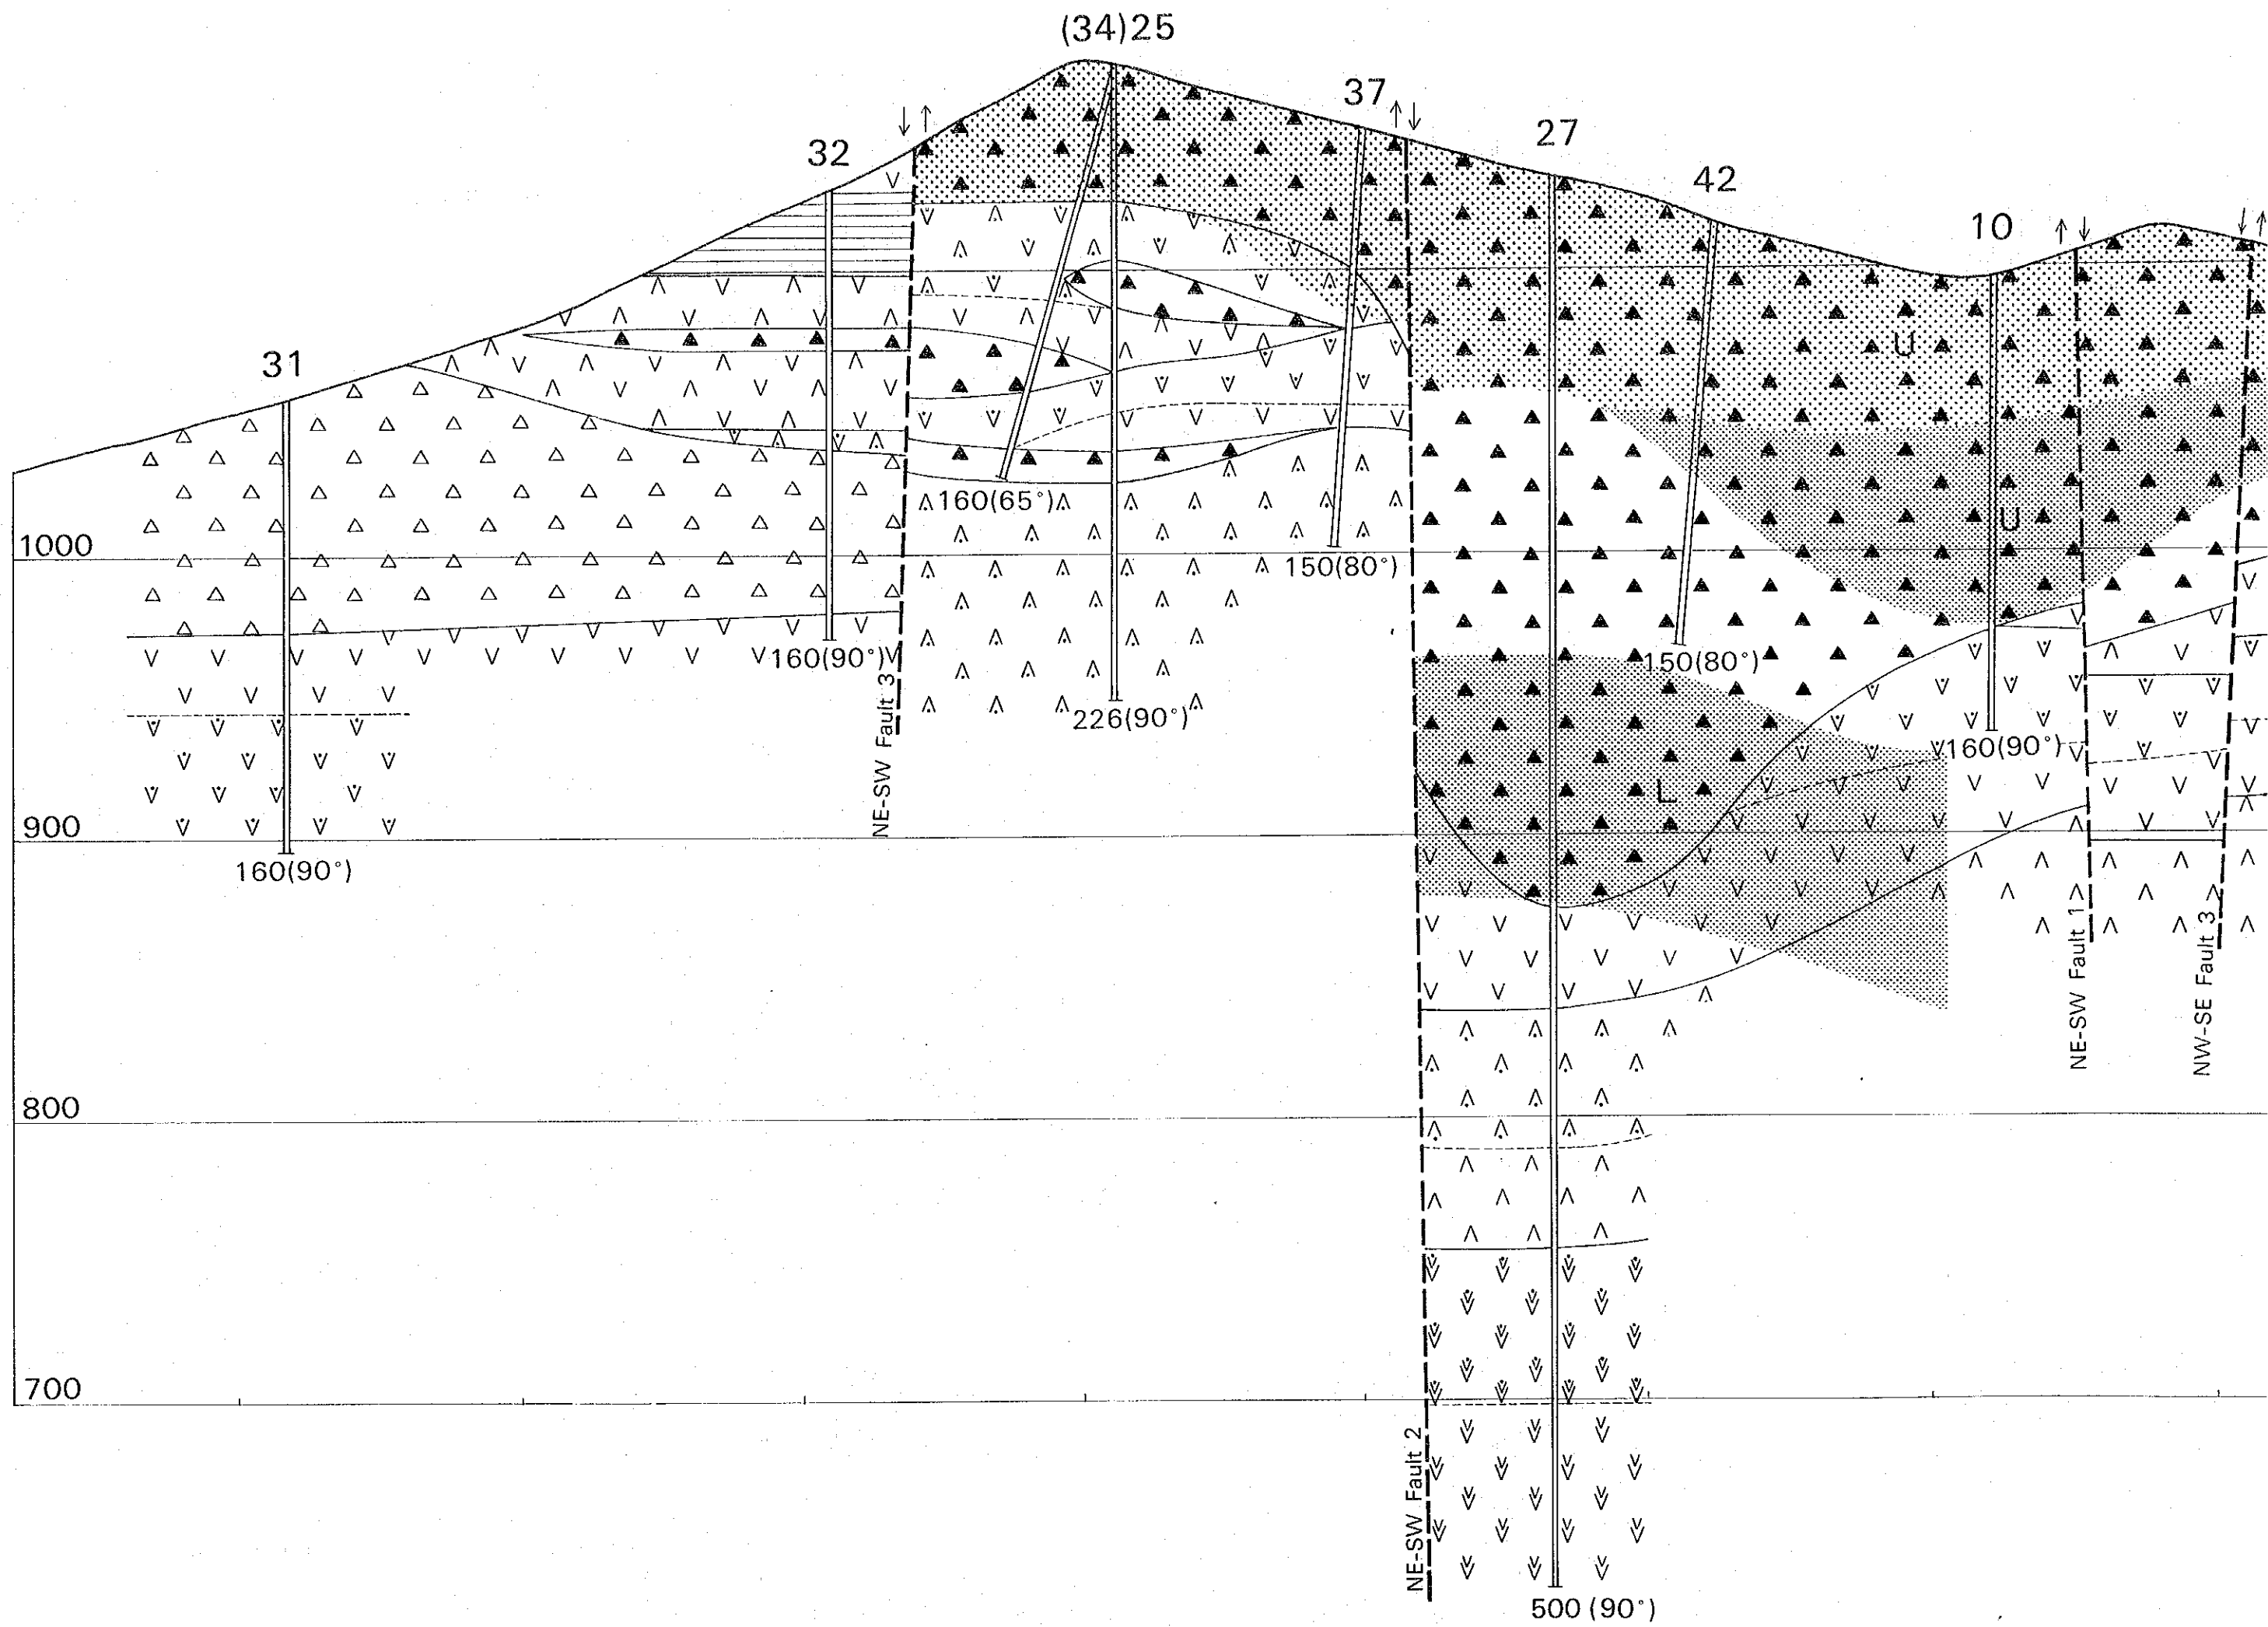 (34)25
37
27
32
42
10
31
U
160(65°)
U
1000
150(80°)
160(90°)
150(80°)
226(90°)
160(90°)
NE-SW Fault 3
L
900
160(90°)
NE-SW Fault 1
NW-SE Fault 3
800
700
NE-SW Fault 2
500 (90°)